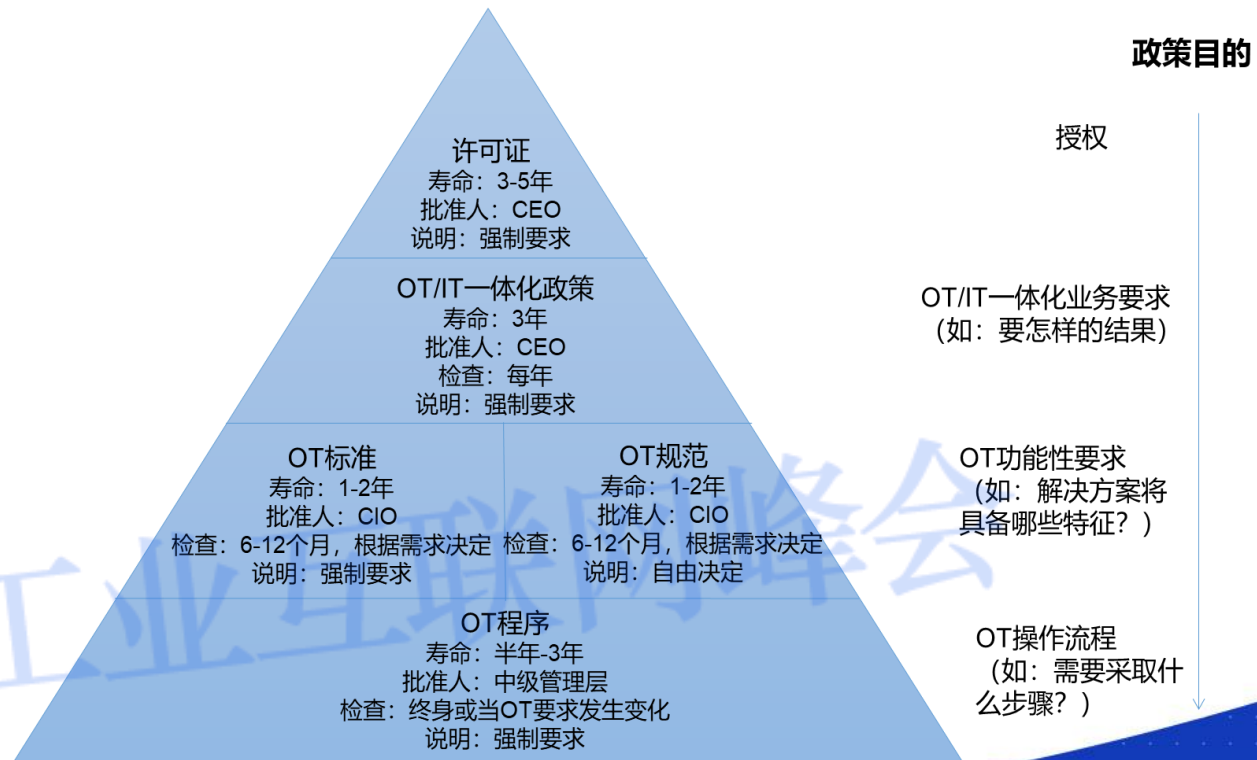 政策目的
许可证
寿命：3-5年
批准人：CEO
说明：强制要求
授权
OT/IT一体化政策
寿命：3年
批准人：CEO
检查：每年
说明：强制要求
OT/IT一体化业务要求
（如：要怎样的结果）
OT标准
寿命：1-2年
批准人：CIO
检查：6-12个月，根据需求决定
说明：强制要求
OT规范
寿命：1-2年
批准人：CIO
检查：6-12个月，根据需求决定
说明：自由决定
OT功能性要求
（如：解决方案将
具备哪些特征？）
OT程序
寿命：半年-3年
批准人：中级管理层
检查：终身或当OT要求发生变化
说明：强制要求
OT操作流程
（如：需要采取什
么步骤？）
工业互联网峰会